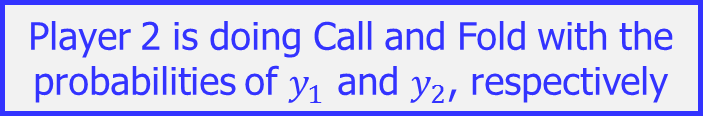 Player 2 is doing Call and Fold with the
probabilities of y₁ and y₂, respectively